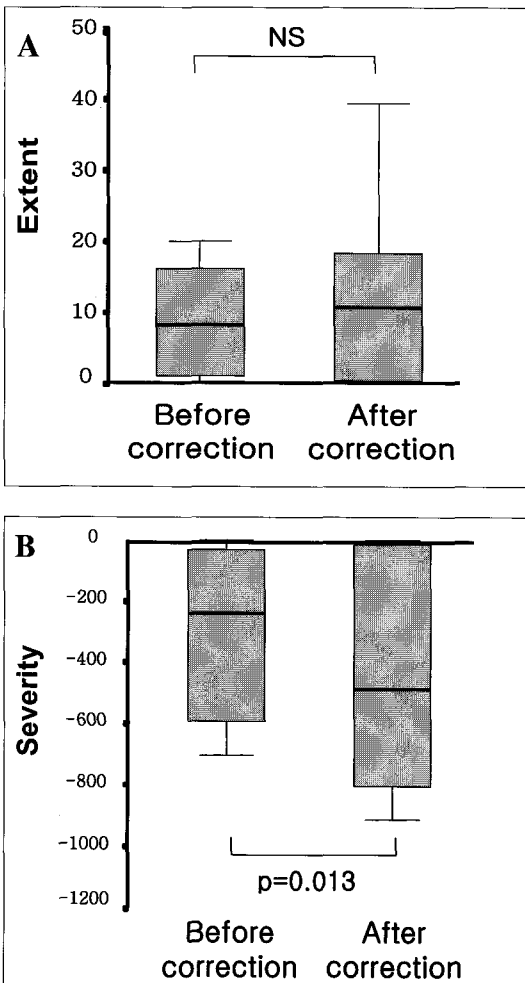 A
NS
50
40
30
20
10
0
Extent
Before
correction
After
correction
B
0
-200
-400
-600
-800
-1000
-1200
Severity
p=0.013
Before
correction
After
correction